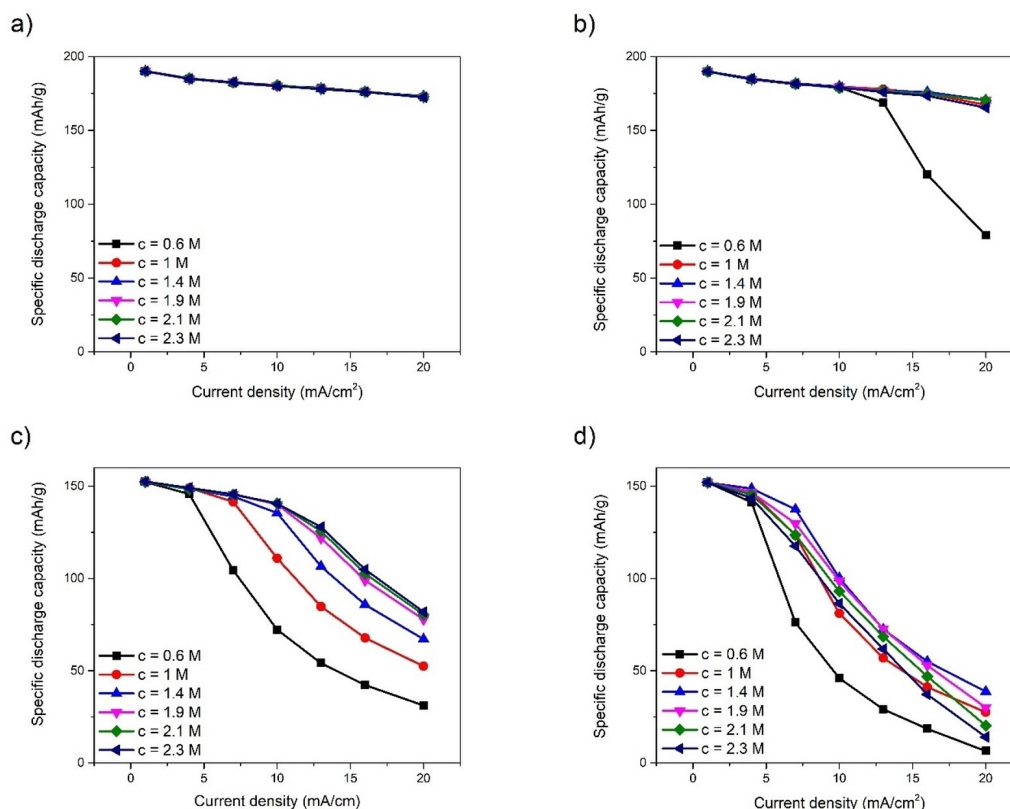 a)
Specific discharge capacity (mAh/g)
200
150
100
50
0
c = 0.6 M
c = 1 M
c = 1.4 M
c = 1.9 M
c = 2.1 M
c = 2.3 M
0 5 10 15 20
Current density (mA/cm²)
b)
Specific discharge capacity (mAh/g)
200
150
100
50
0
c = 0.6 M
c = 1 M
c = 1.4 M
c = 1.9 M
c = 2.1 M
c = 2.3 M
0 5 10 15 20
Current density (mA/cm²)
c)
Specific discharge capacity (mAh/g)
150
100
50
0
c = 0.6 M
c = 1 M
c = 1.4 M
c = 1.9 M
c = 2.1 M
c = 2.3 M
0 5 10 15 20
Current density (mA/cm)
d)
Specific discharge capacity (mAh/g)
150
100
50
0
c = 0.6 M
c = 1 M
c = 1.4 M
c = 1.9 M
c = 2.1 M
c = 2.3 M
0 5 10 15 20
Current density (mA/cm²)